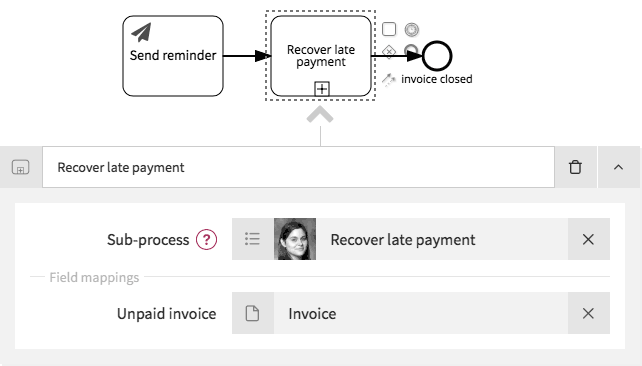 Send reminder
Recover late
payment
invoice closed
Recover late payment
Sub-process ?
Recover late payment
Field mappings
Unpaid invoice
Invoice